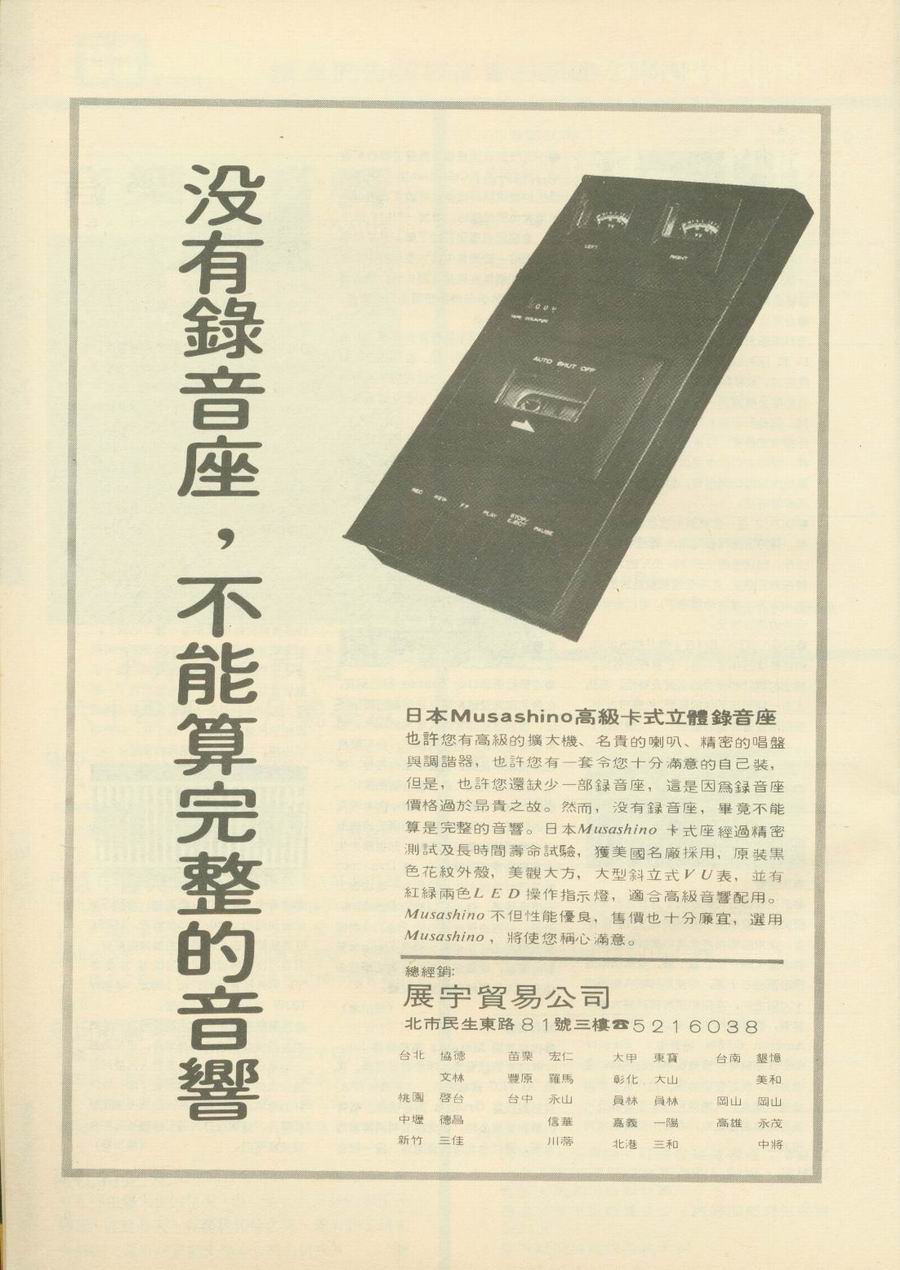 没有錄音座，不能算完整的音響
LEFT
RIGHT
TAPE COUNTER
AUTO SHUT OFF
REC REW FF PLAY STOP/EJECT PAUSE
日本Musashino高級卡式立體錄音座
也許您有高級的擴大機、名貴的喇叭、精密的唱盤
與調諧器，也許您有一套令您十分滿意的自己裝，
但是，也許您還缺少一部録音座，這是因為録音座
價格過於昂貴之故。然而，没有録音座，畢竟不能
算是完整的音響。日本Musashino 卡式座經過精密
測試及長時間壽命試驗，獲美國名廠採用，原裝黑
色花紋外殼，美觀大方，大型斜立式VU表，並有
紅緑兩色LED操作指示燈，適合高級音響配用。
Musashino不但性能優良，售價也十分廉宜，選用
Musashino，將使您稱心滿意。
總經銷:
展宇貿易公司
北市民生東路81號三樓☎5216038
台北 協德 苗栗 宏仁 大甲 東寶 台南 墾憶
文林 豐原 羅馬 彰化 大山 美和
桃園 啓台 台中 永山 員林 員林 岡山 岡山
中壢 德昌 信華 嘉義 一陽 高雄 永茂
新竹 三佳 川蒂 北港 三和 中將